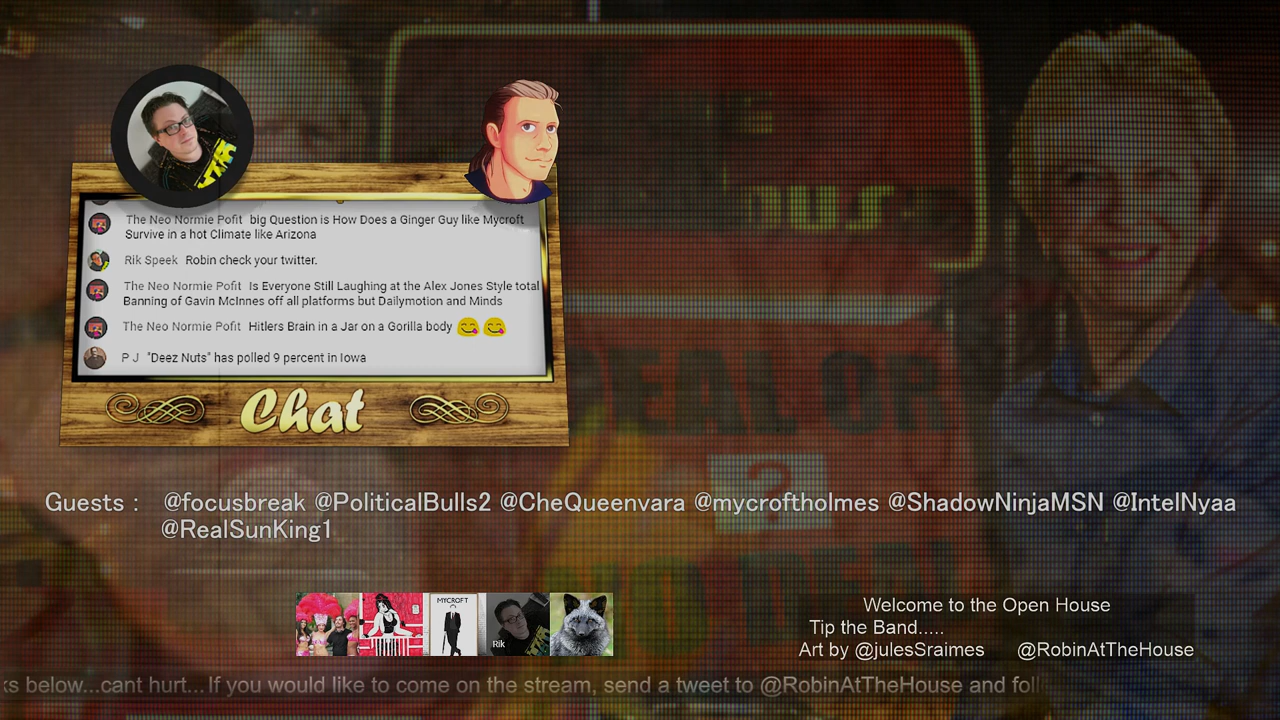 The Neo Normie Pofit big Question is How Does a Ginger Guy like Mycroft
Survive in a hot Climate like Arizona
Rik Speek Robin check your twitter.
The Neo Normie Pofit Is Everyone Still Laughing at the Alex Jones Style total
Banning of Gavin McInnes off all platforms but Dailymotion and Minds
The Neo Normie Pofit Hitlers Brain in a Jar on a Gorilla body 😋 😋
P J "Deez Nuts" has polled 9 percent in Iowa
Chat
DEAL OR
?
NO DEAL
Guests : @focusbreak @PoliticalBulls2 @CheQueenvara @mycroftholmes @ShadowNinjaMSN @IntelNyaa
@RealSunKing1
MYCROFT
Rik
Welcome to the Open House
Tip the Band.....
Art by @julesSraimes @RobinAtTheHouse
ks below...cant hurt... If you would like to come on the stream, send a tweet to @RobinAtTheHouse and foll